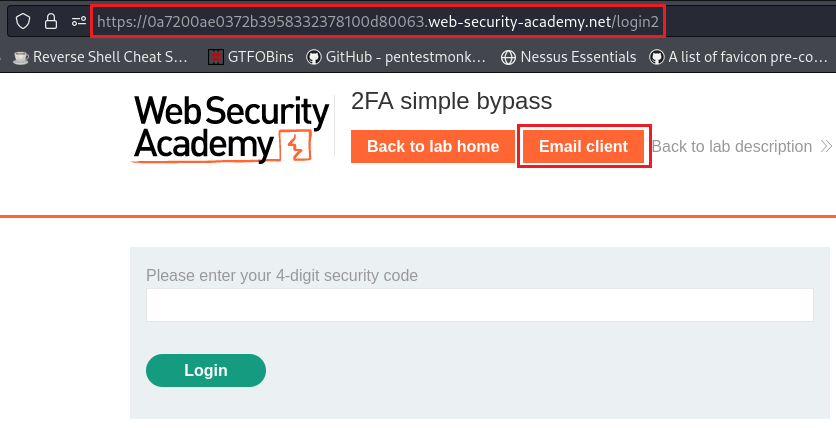 https://0a7200ae0372b3958332378100d80063.web-security-academy.net/login2
Reverse Shell Cheat S… GTFOBins GitHub - pentestmonk… Nessus Essentials A list of favicon pre-co…
Web Security
Academy
2FA simple bypass
Back to lab home Email client Back to lab description
Please enter your 4-digit security code
Login